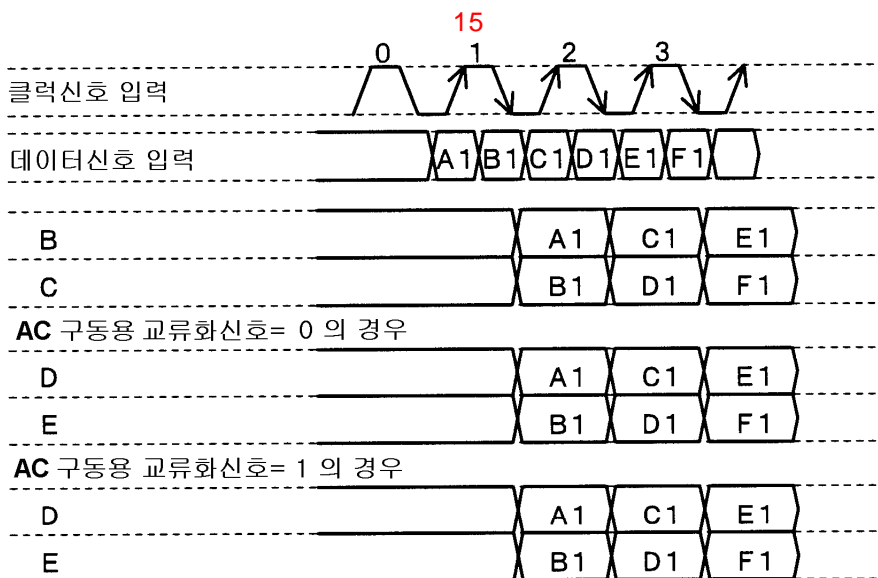 15
0 1 2 3
클럭신호 입력
데이터신호 입력 A1 B1 C1 D1 E1 F1
B A1 C1 E1
C B1 D1 F1
AC 구동용 교류화신호= 0 의 경우
D A1 C1 E1
E B1 D1 F1
AC 구동용 교류화신호= 1 의 경우
D A1 C1 E1
E B1 D1 F1